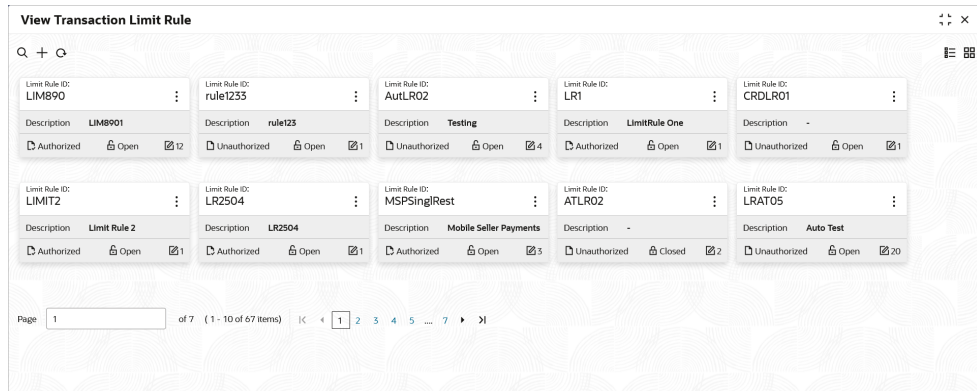 View Transaction Limit Rule
Limit Rule ID: Limit Rule ID: Limit Rule ID: Limit Rule ID: Limit Rule ID:
LIM890 rule1233 AutLR02 LR1 CRDLR01
Description LIM8901 Description rule123 Description Testing Description LimitRule One Description -
Authorized Open 12 Unauthorized Open 1 Unauthorized Open 4 Authorized Open 1 Unauthorized Open 1
Limit Rule ID: Limit Rule ID: Limit Rule ID: Limit Rule ID: Limit Rule ID:
LIMIT2 LR2504 MSPSinglRest ATLR02 LRAT05
Description Limit Rule 2 Description LR2504 Description Mobile Seller Payments Description - Description Auto Test
Authorized Open 1 Authorized Open 1 Authorized Open 3 Unauthorized Closed 2 Unauthorized Open 20
Page 1 of 7 ( 1 - 10 of 67 items) 1 2 3 4 5 .... 7